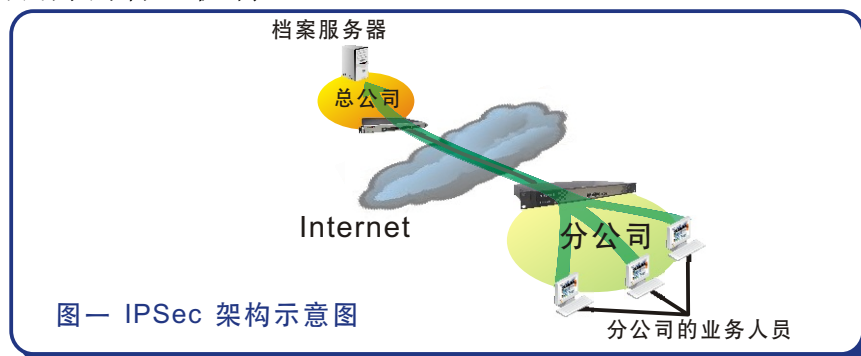 档案服务器
总公司
Internet
分公司
图一 IPSec 架构示意图
分公司的业务人员